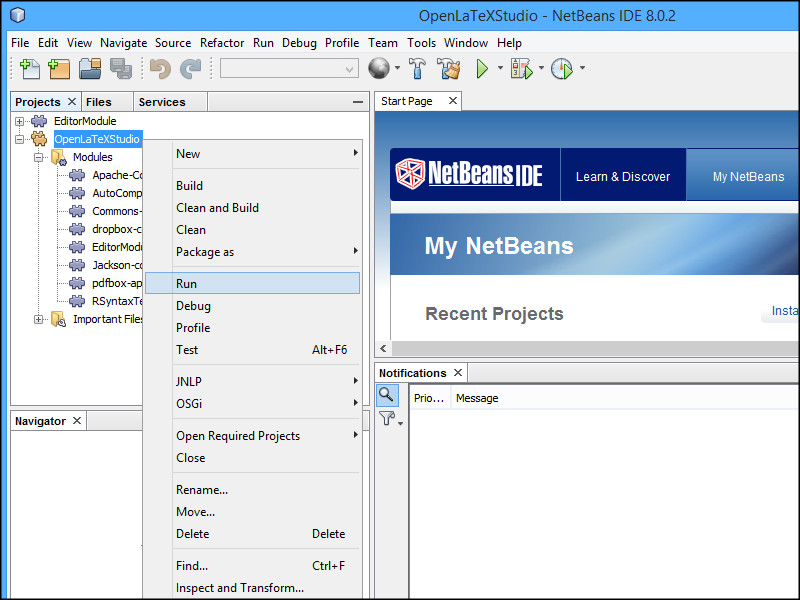 OpenLaTeXStudio - NetBeans IDE 8.0.2
File Edit View Navigate Source Refactor Run Debug Profile Team Tools Window Help
Projects Files Services
EditorModule
OpenLaTeXStudio
Modules
Apache-Co
AutoComp
Commons-
dropbox-c
EditorModu
Jackson-co
pdfbox-ap
RSyntaxTe
Important Files
Navigator
New
Build
Clean and Build
Clean
Package as
Run
Debug
Profile
Test Alt+F6
JNLP
OSGi
Open Required Projects
Close
Rename...
Move...
Delete Delete
Find... Ctrl+F
Inspect and Transform...
Start Page
NetBeans IDE
Learn & Discover
My NetBeans
My NetBeans
Recent Projects
Insta
Notifications
Prio... Message